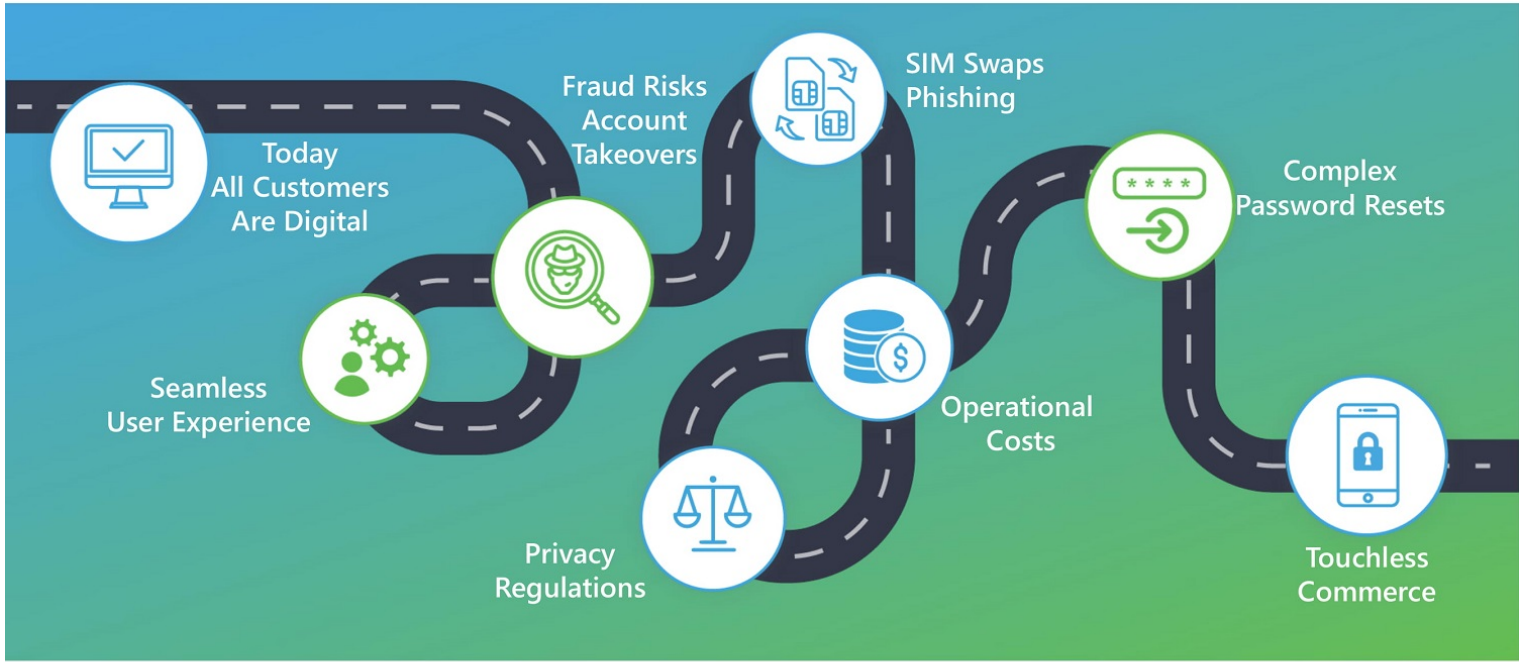 Today
All Customers
Are Digital
Seamless
User Experience
Fraud Risks
Account
Takeovers
SIM Swaps
Phishing
Privacy
Regulations
$
Operational
Costs
* * * *
Complex
Password Resets
Touchless
Commerce